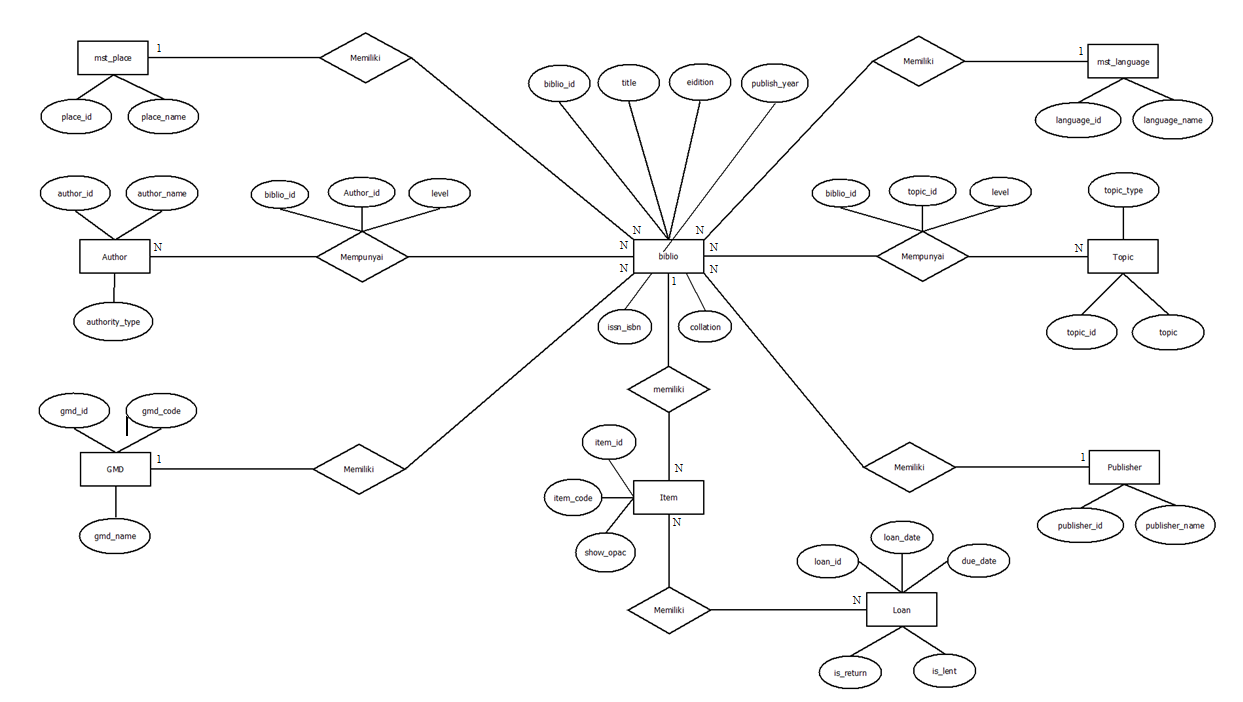 mst_place
1
Memiliki
place_id
place_name
biblio_id
title
eidition
publish_year
Memiliki
1
mst_language
language_id
language_name
author_id
author_name
biblio_id
Author_id
level
Author
N
Mempunyai
authority_type
N
N
N
biblio
N
N
N
1
issn_isbn
collation
biblio_id
topic_id
level
Mempunyai
topic_type
N
Topic
topic_id
topic
gmd_id
gmd_code
GMD
1
Memiliki
gmd_name
memiliki
N
item_id
item_code
show_opac
Item
N
Memiliki
1
Publisher
publisher_id
publisher_name
Memiliki
N
loan_id
loan_date
due_date
Loan
is_return
is_lent